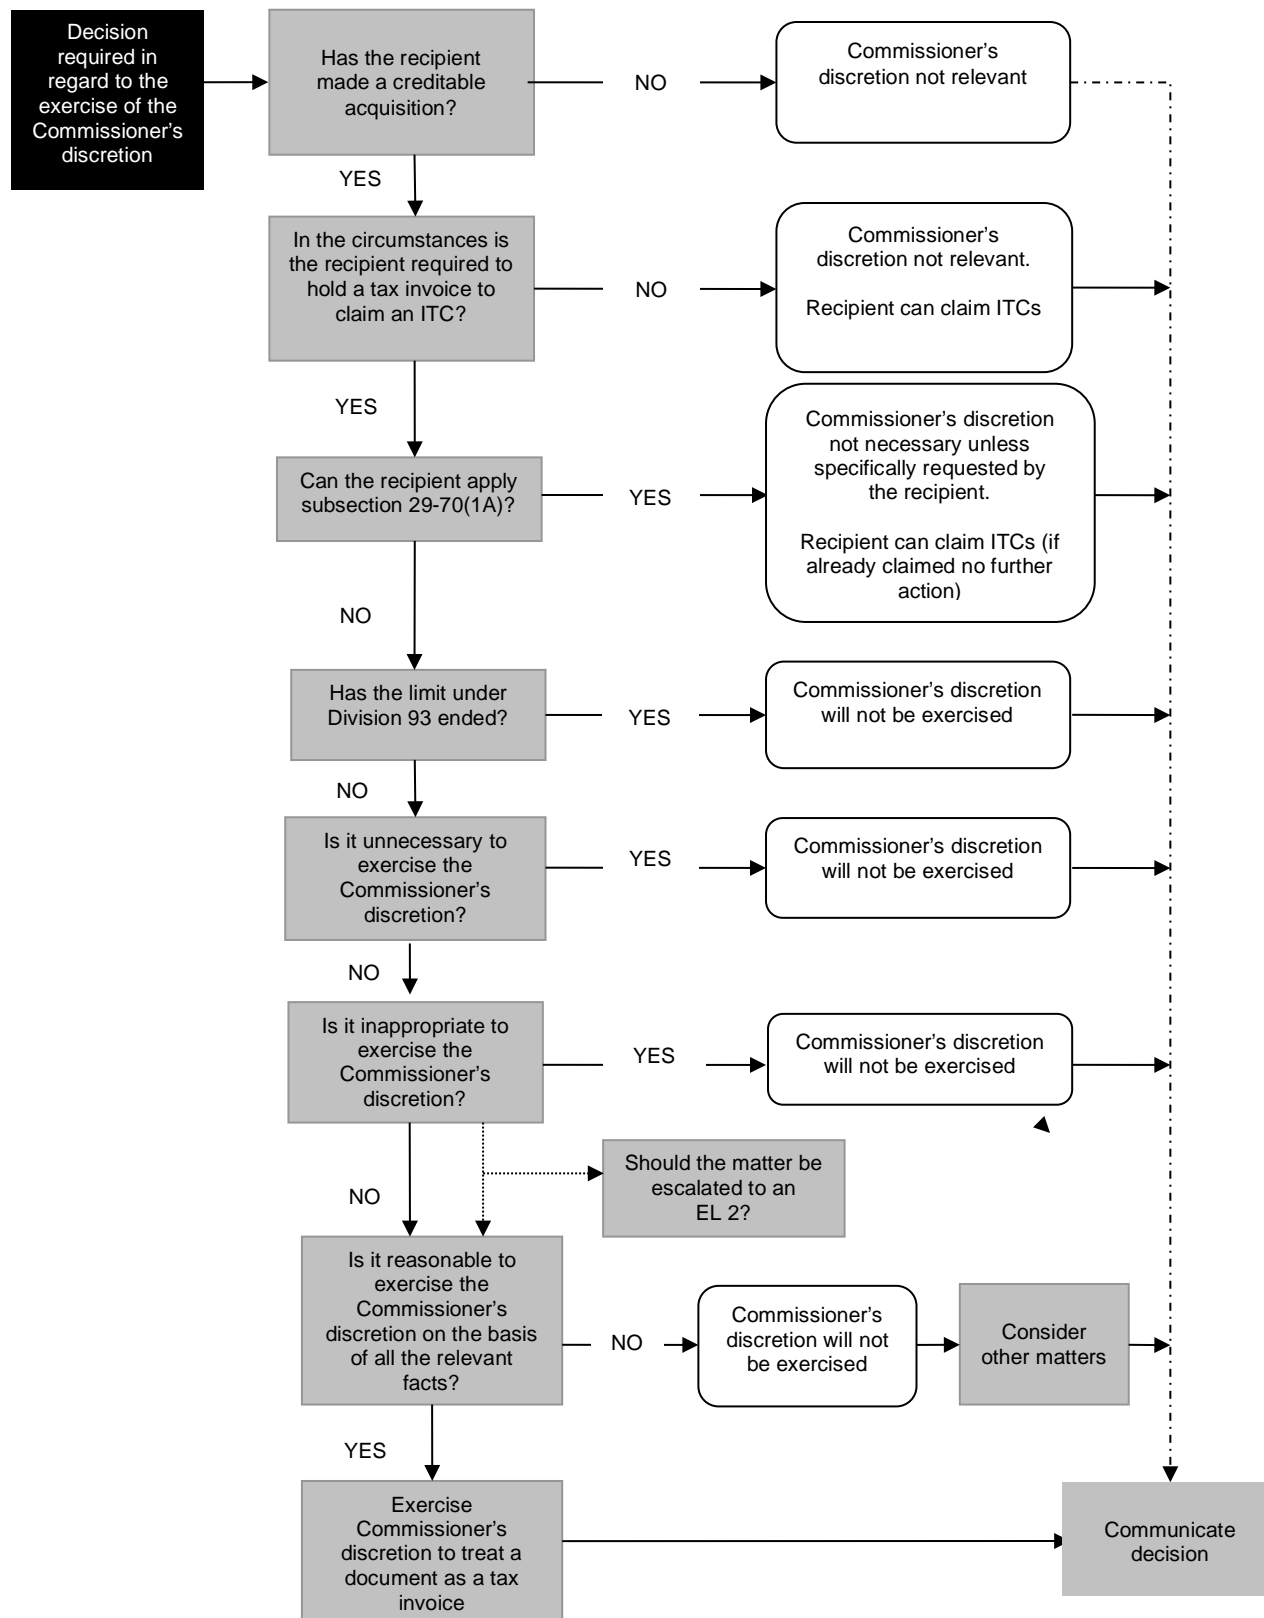 Decision
required in
regard to the
exercise of the
Commissioner's
discretion
Has the recipient
made a creditable
acquisition?
NO
Commissioner's
discretion not relevant
YES
In the circumstances is
the recipient required to
hold a tax invoice to
claim an ITC?
NO
Commissioner's
discretion not relevant.
Recipient can claim ITCs
YES
Can the recipient apply
subsection 29-70(1A)?
YES
Commissioner's discretion
not necessary unless
specifically requested by
the recipient.
Recipient can claim ITCs (if
already claimed no further
action)
NO
Has the limit under
Division 93 ended?
YES
Commissioner's discretion
will not be exercised
NO
Is it unnecessary to
exercise the
Commissioner's
discretion?
YES
Commissioner's discretion
will not be exercised
NO
Is it inappropriate to
exercise the
Commissioner's
discretion?
YES
Commissioner's discretion
will not be exercised
NO
Should the matter be
escalated to an
EL 2?
Is it reasonable to
exercise the
Commissioner's
discretion on the basis
of all the relevant
facts?
NO
Commissioner's
discretion will not
be exercised
Consider
other matters
YES
Exercise
Commissioner's
discretion to treat a
document as a tax
invoice
Communicate
decision